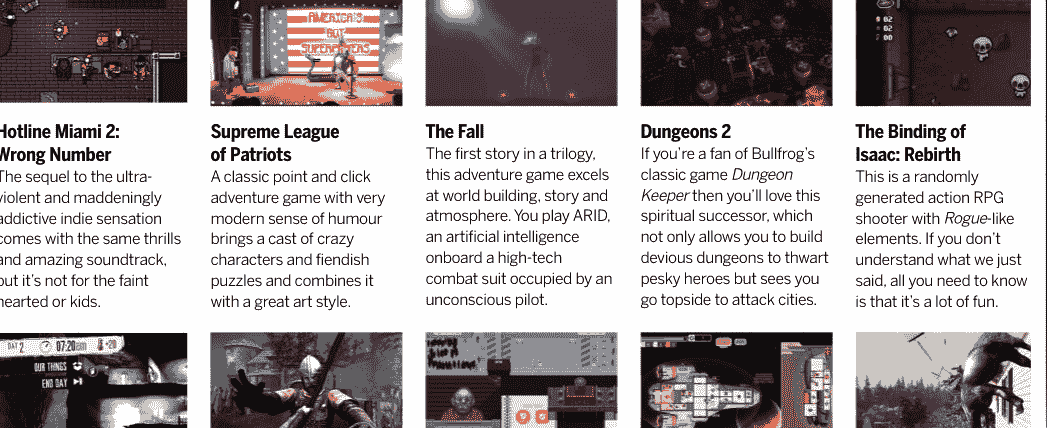 AMERICA'S
GOT
SUPERPOWERS
02
02
00
Hotline Miami 2:
Wrong Number
The sequel to the ultra-
violent and maddeningly
addictive indie sensation
comes with the same thrills
and amazing soundtrack,
but it's not for the faint
hearted or kids.
Supreme League
of Patriots
A classic point and click
adventure game with very
modern sense of humour
brings a cast of crazy
characters and fiendish
puzzles and combines it
with a great art style.
The Fall
The first story in a trilogy,
this adventure game excels
at world building, story and
atmosphere. You play ARID,
an artificial intelligence
onboard a high-tech
combat suit occupied by an
unconscious pilot.
Dungeons 2
If you're a fan of Bullfrog's
classic game Dungeon
Keeper then you'll love this
spiritual successor, which
not only allows you to build
devious dungeons to thwart
pesky heroes but sees you
go topside to attack cities.
The Binding of
Isaac: Rebirth
This is a randomly
generated action RPG
shooter with Rogue-like
elements. If you don't
understand what we just
said, all you need to know
is that it's a lot of fun.
DAY 2 07:20am -20
OUR THINGS
END DAY